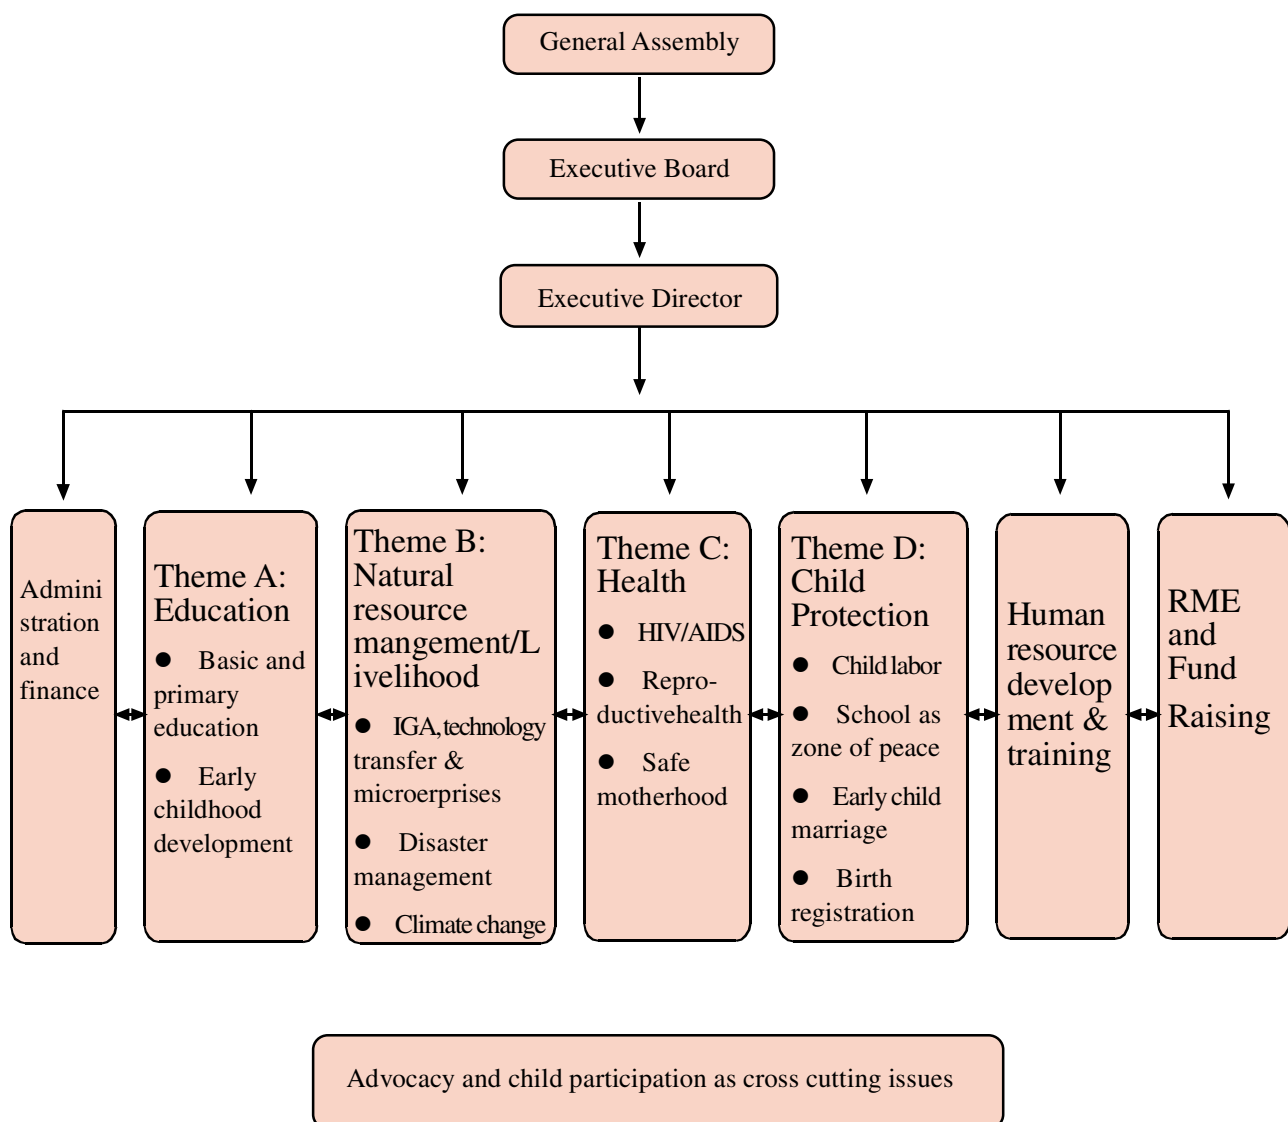 General Assembly
Executive Board
Executive Director
Admini
stration
and
finance
Theme A:
Education
● Basic and
primary
education
● Early
childhood
development
Theme B:
Natural
resource
mangement/L
ivelihood
● IGA, technology
transfer &
microerprises
● Disaster
management
● Climate change
Theme C:
Health
● HIV/AIDS
● Repro-
ductivehealth
● Safe
motherhood
Theme D:
Child
Protection
● Child labor
● School as
zone of peace
● Early child
marriage
● Birth
registration
Human
resource
develop
ment &
training
RME
and
Fund
Raising
Advocacy and child participation as cross cutting issues